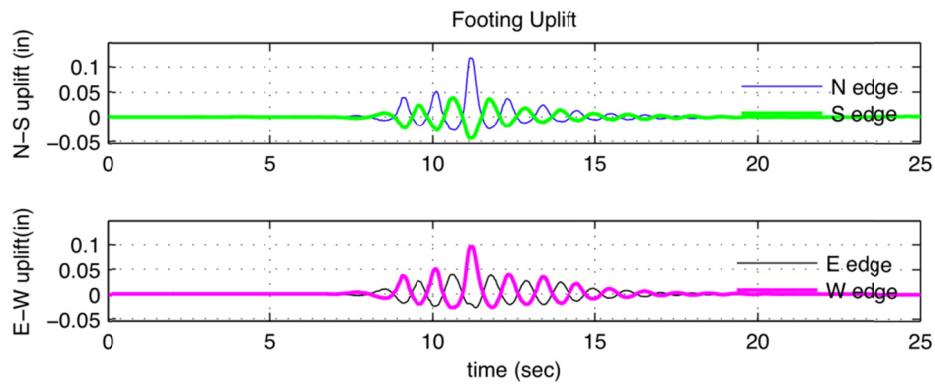 Footing Uplift
N-S uplift (in)
0.1
0.05
0
-0.05
N edge
S edge
0 5 10 15 20 25
E-W uplift(in)
0.1
0.05
0
-0.05
E edge
W edge
0 5 10 15 20 25
time (sec)